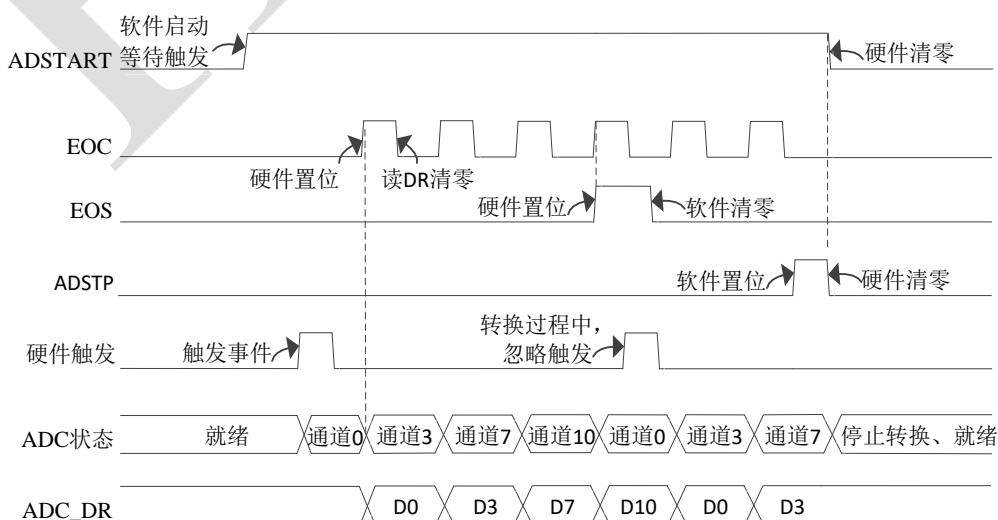 软件启动
等待触发
ADSTART
硬件清零
EOC
硬件置位
读DR清零
EOS
硬件置位
软件清零
ADSTP
软件置位
硬件清零
硬件触发
触发事件
转换过程中，
忽略触发
ADC状态 就绪 通道0 通道3 通道7 通道10 通道0 通道3 通道7 停止转换、就绪
ADC_DR D0 D3 D7 D10 D0 D3